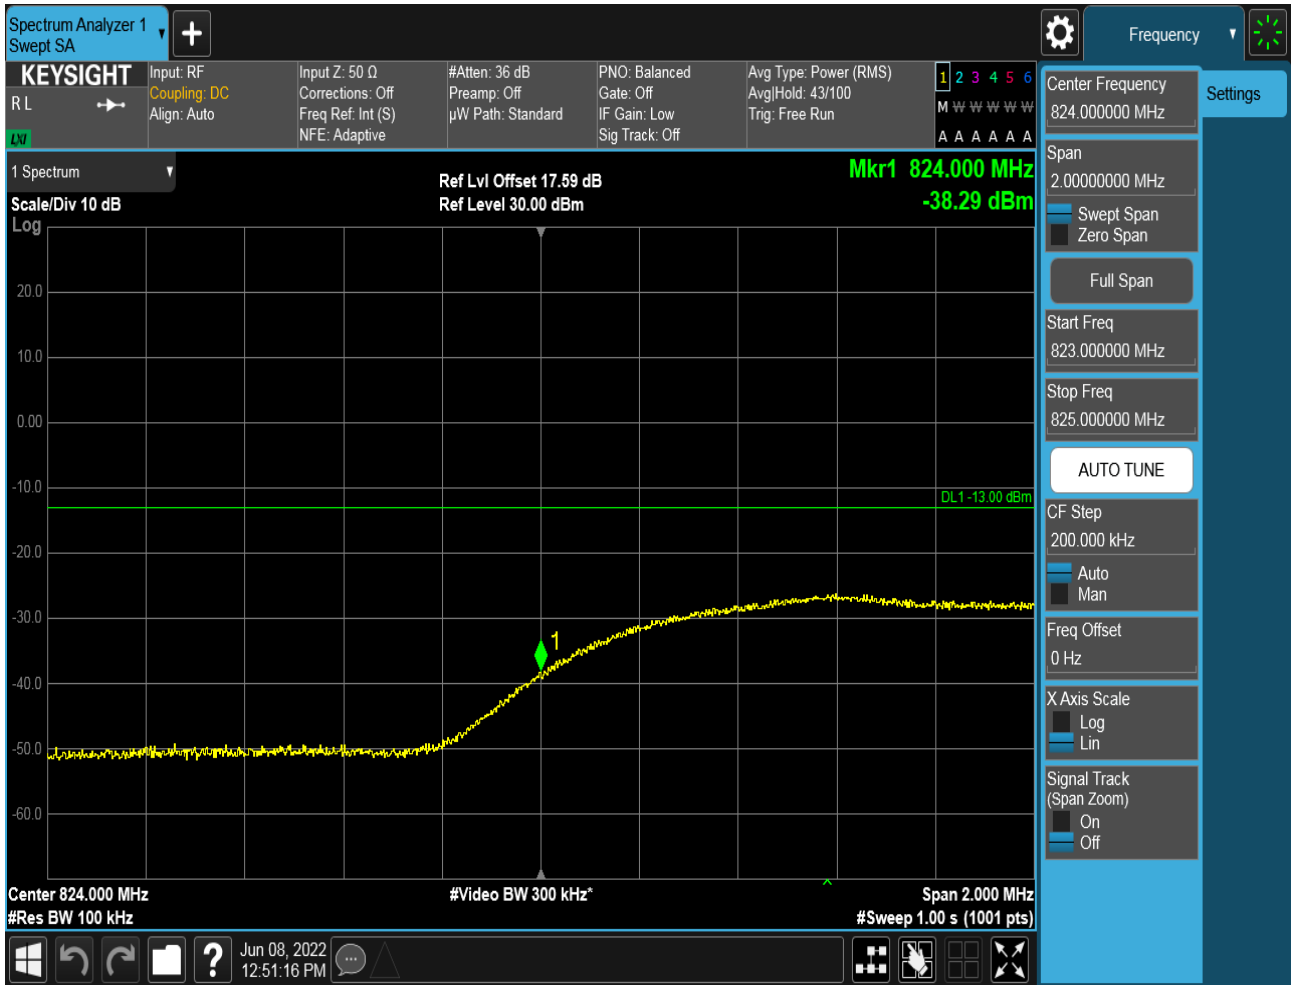 Spectrum Analyzer 1
Swept SA
Frequency
KEYSIGHT
R L
LXI
Input: RF
Coupling: DC
Align: Auto
Input Z: 50 Ω
Corrections: Off
Freq Ref: Int (S)
NFE: Adaptive
#Atten: 36 dB
Preamp: Off
µW Path: Standard
PNO: Balanced
Gate: Off
IF Gain: Low
Sig Track: Off
Avg Type: Power (RMS)
Avg|Hold: 43/100
Trig: Free Run
1 2 3 4 5 6
M W W W W W
A A A A A A
Center Frequency
824.000000 MHz
Settings
Span
2.00000000 MHz
Swept Span
Zero Span
Full Span
Start Freq
823.000000 MHz
Stop Freq
825.000000 MHz
AUTO TUNE
CF Step
200.000 kHz
Auto
Man
Freq Offset
0 Hz
X Axis Scale
Log
Lin
Signal Track
(Span Zoom)
On
Off
1 Spectrum
Scale/Div 10 dB
Log
Ref Lvl Offset 17.59 dB
Ref Level 30.00 dBm
Mkr1 824.000 MHz
-38.29 dBm
20.0
10.0
0.00
-10.0
DL1 -13.00 dBm
-20.0
-30.0
1
-40.0
-50.0
-60.0
Center 824.000 MHz
#Video BW 300 kHz*
Span 2.000 MHz
#Res BW 100 kHz
#Sweep 1.00 s (1001 pts)
?
Jun 08, 2022
12:51:16 PM